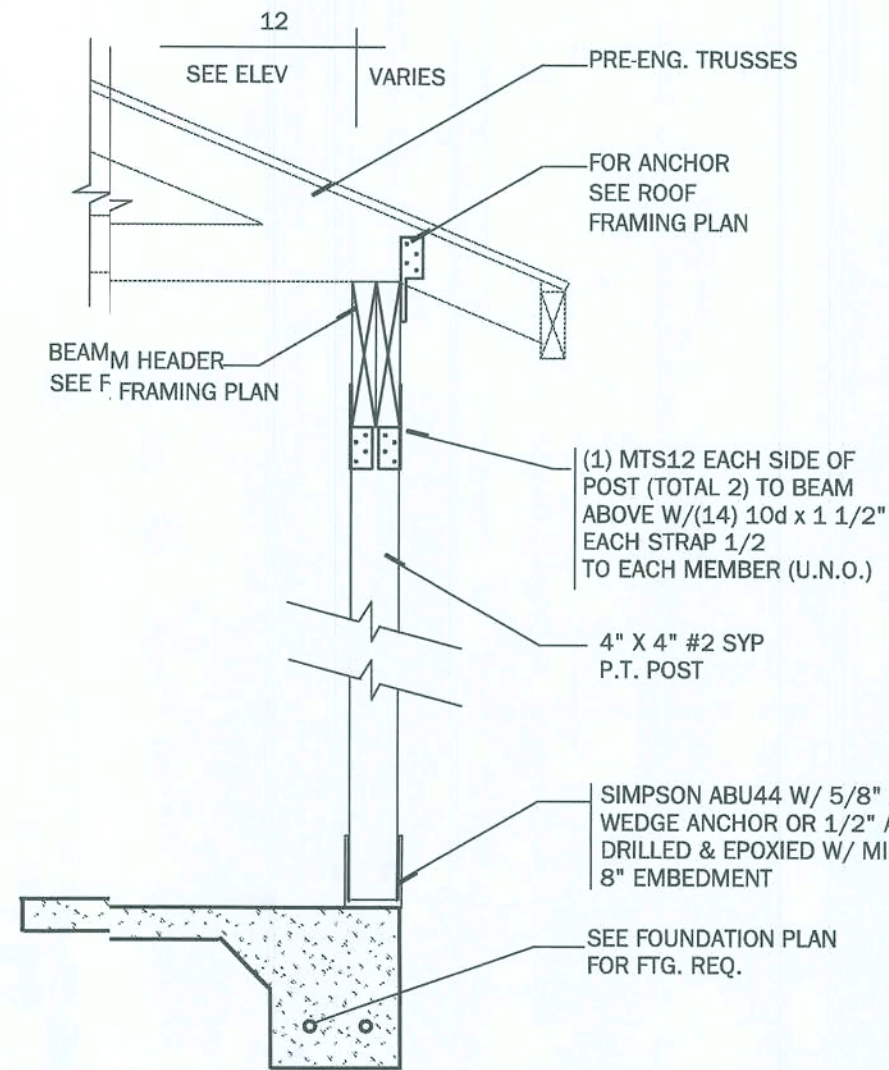 12
SEE ELEV
VARIES
PRE-ENG. TRUSSES
FOR ANCHOR
SEE ROOF
FRAMING PLAN
BEAM M HEADER
SEE F. FRAMING PLAN
(1) MTS12 EACH SIDE OF
POST (TOTAL 2) TO BEAM
ABOVE W/(14) 10d x 1 1/2"
EACH STRAP 1/2
TO EACH MEMBER (U.N.O.)
4" X 4" #2 SYP
P.T. POST
SIMPSON ABU44 W/ 5/8"
WEDGE ANCHOR OR 1/2"
DRILLED & EPOXIED W/
8" EMBEDMENT
SEE FOUNDATION PLAN
FOR FTG. REQ.